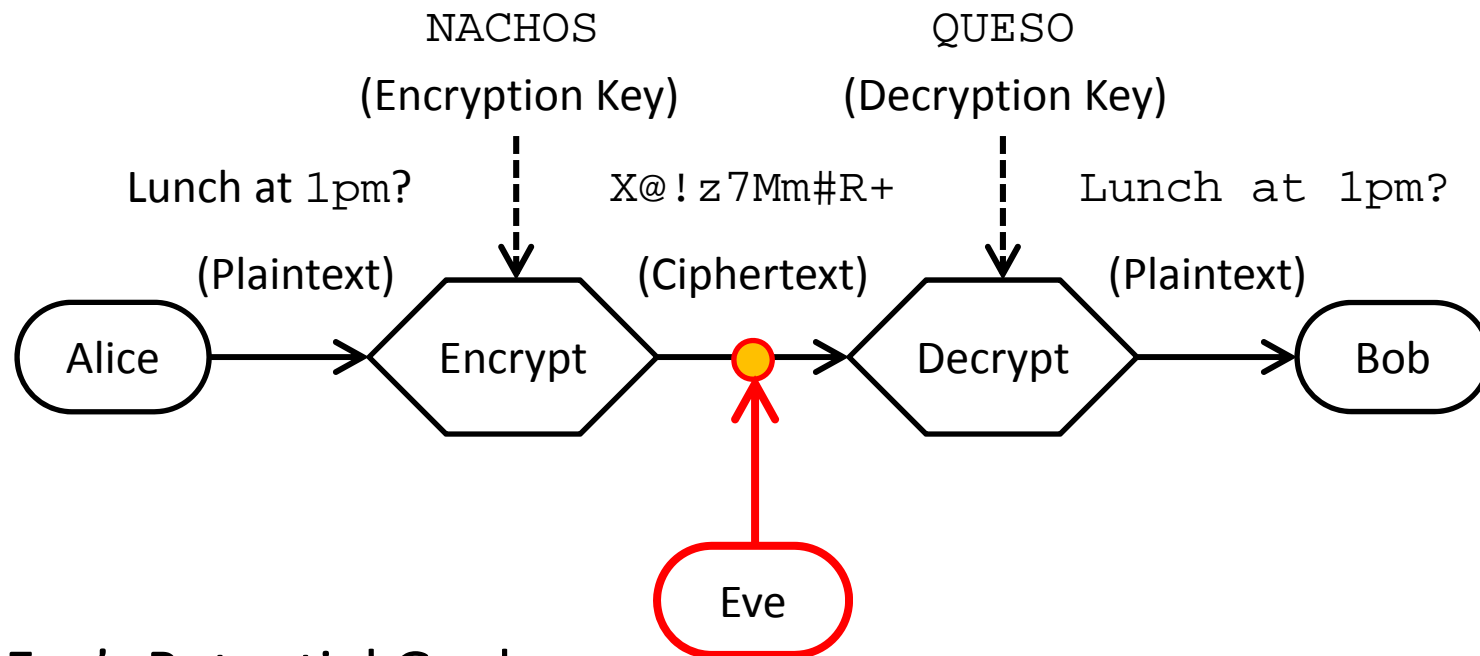 NACHOS
QUESO
(Encryption Key)
(Decryption Key)
Lunch at 1pm?
X@!z7Mm#R+
Lunch at 1pm?
(Plaintext)
(Ciphertext)
(Plaintext)
Alice
Encrypt
Decrypt
Bob
Eve